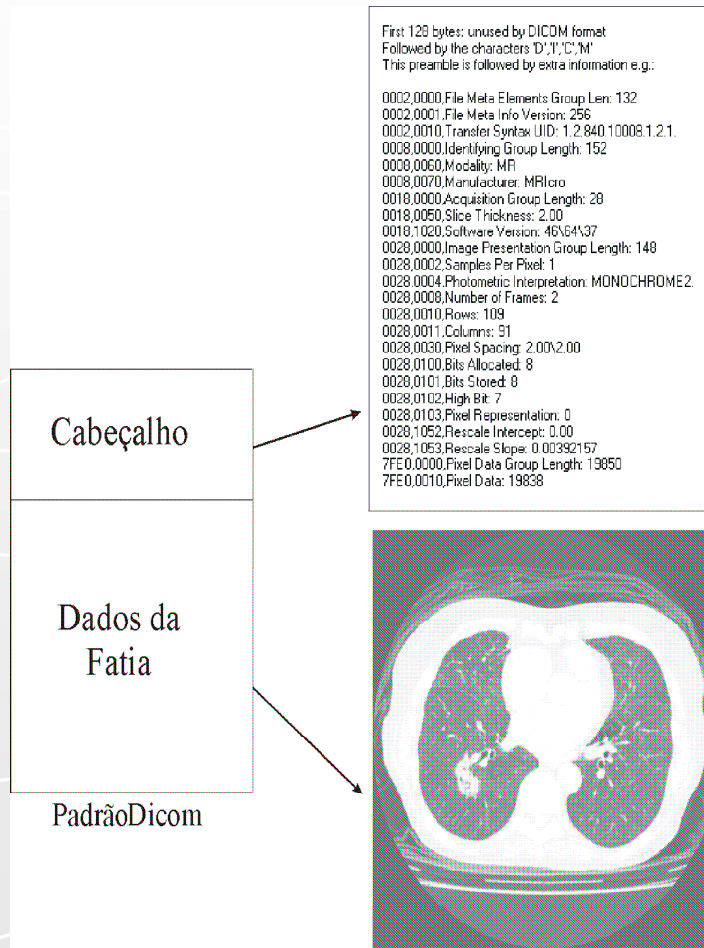 First 128 bytes: unused by DICOM format
Followed by the characters 'D','I','C','M'
This preamble is followed by extra information e.g.:
0002,0000,File Meta Elements Group Len: 132
0002,0001,File Meta Info Version: 256
0002,0010,Transfer Syntax UID: 1.2.840.10008.1.2.1.
0008,0000,Identifying Group Length: 152
0008,0060,Modality: MR
0008,0070,Manufacturer: MRIcro
0018,0000,Acquisition Group Length: 28
0018,0050,Slice Thickness: 2.00
0018,1020,Software Version: 46\64\37
0028,0000,Image Presentation Group Length: 148
0028,0002,Samples Per Pixel: 1
0028,0004,Photometric Interpretation: MONOCHROME2.
0028,0008,Number of Frames: 2
0028,0010,Rows: 109
0028,0011,Columns: 91
0028,0030,Pixel Spacing: 2.00\2.00
0028,0100,Bits Allocated: 8
0028,0101,Bits Stored: 8
0028,0102,High Bit: 7
0028,0103,Pixel Representation: 0
0028,1052,Rescale Intercept: 0.00
0028,1053,Rescale Slope: 0.00392157
7FE0,0000,Pixel Data Group Length: 19850
7FE0,0010,Pixel Data: 19838
Cabeçalho
Dados da
Fatia
PadrãoDicom